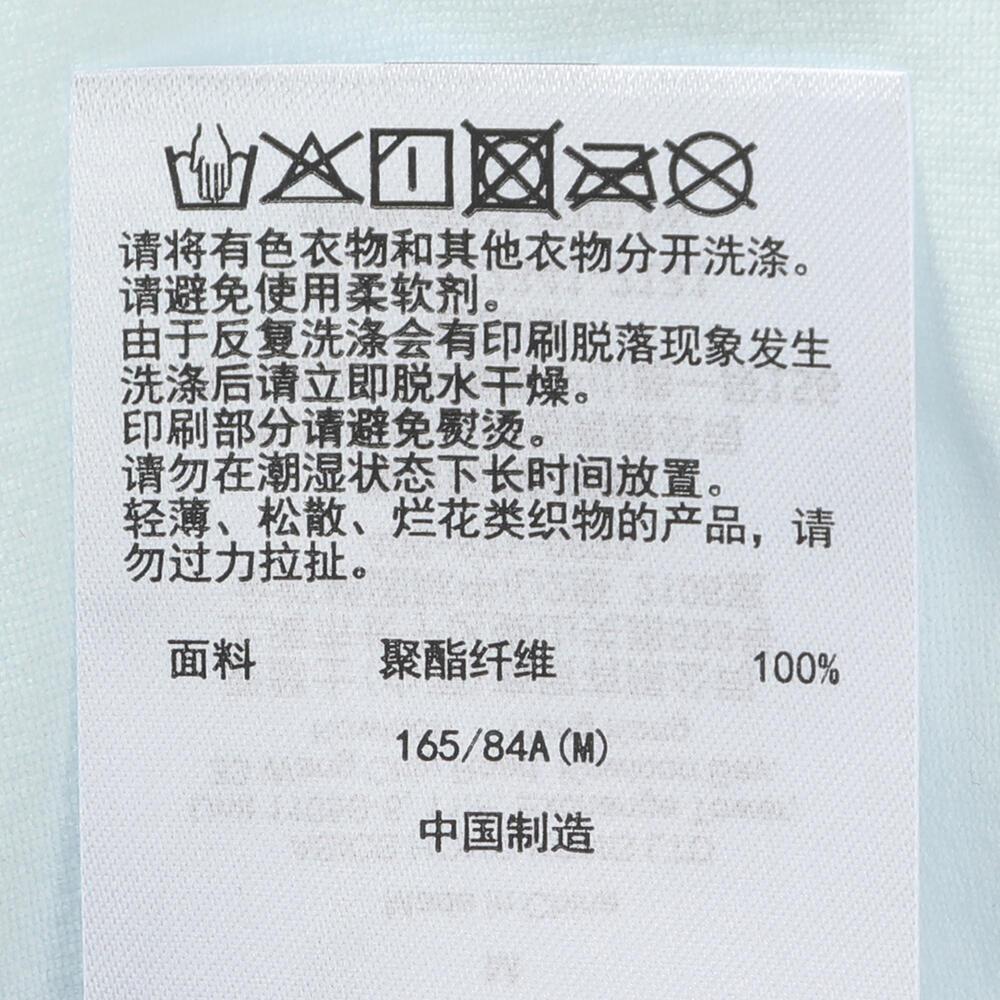 请将有色衣物和其他衣物分开洗涤。
请避免使用柔软剂。
由于反复洗涤会有印刷脱落现象发生
洗涤后请立即脱水干燥。
印刷部分请避免熨烫。
请勿在潮湿状态下长时间放置。
轻薄、松散、烂花类织物的产品，请
勿过力拉扯。
面料 聚酯纤维 100%
165/84A(M)
中国制造